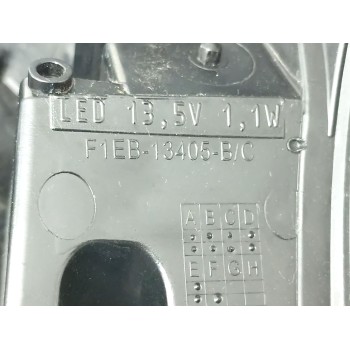 LED 13,5V 1,1W
F1EB-13405-B/C
A B C D
E F G H